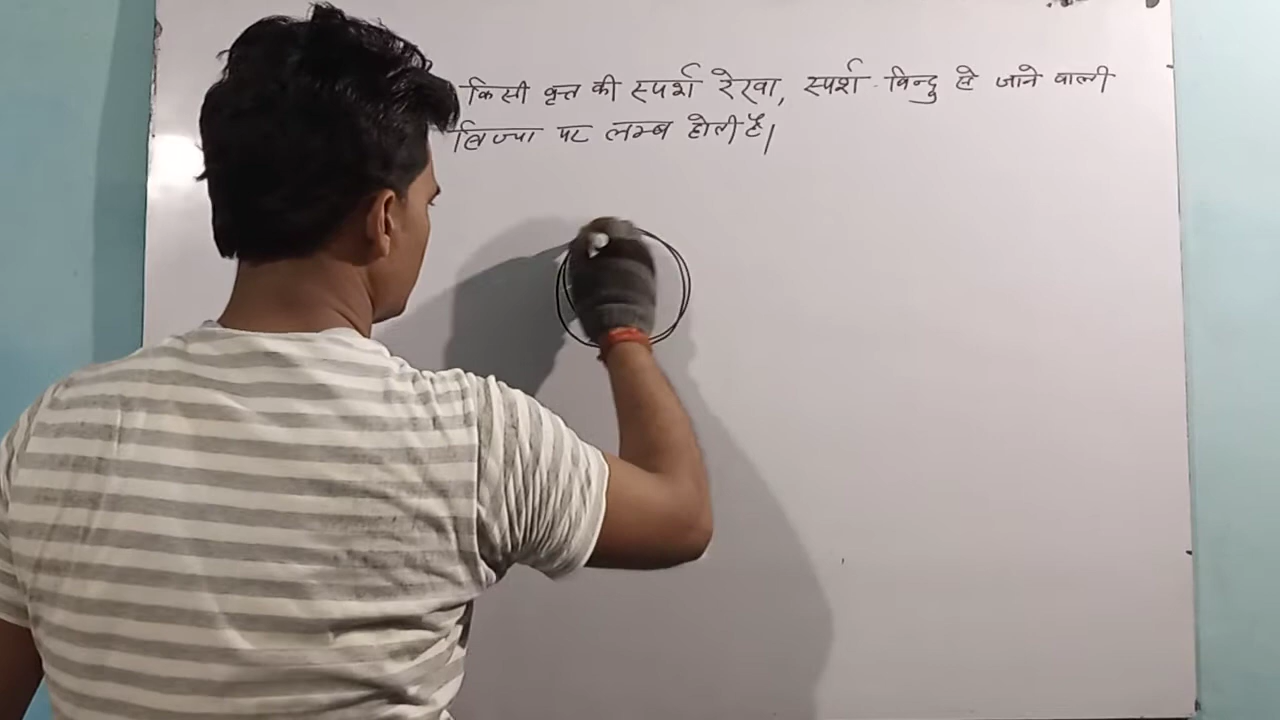 किसी वृत्त की स्पर्श रेखा, स्पर्श बिन्दु से जाने वाली
त्रिज्या पर लम्ब होती है।